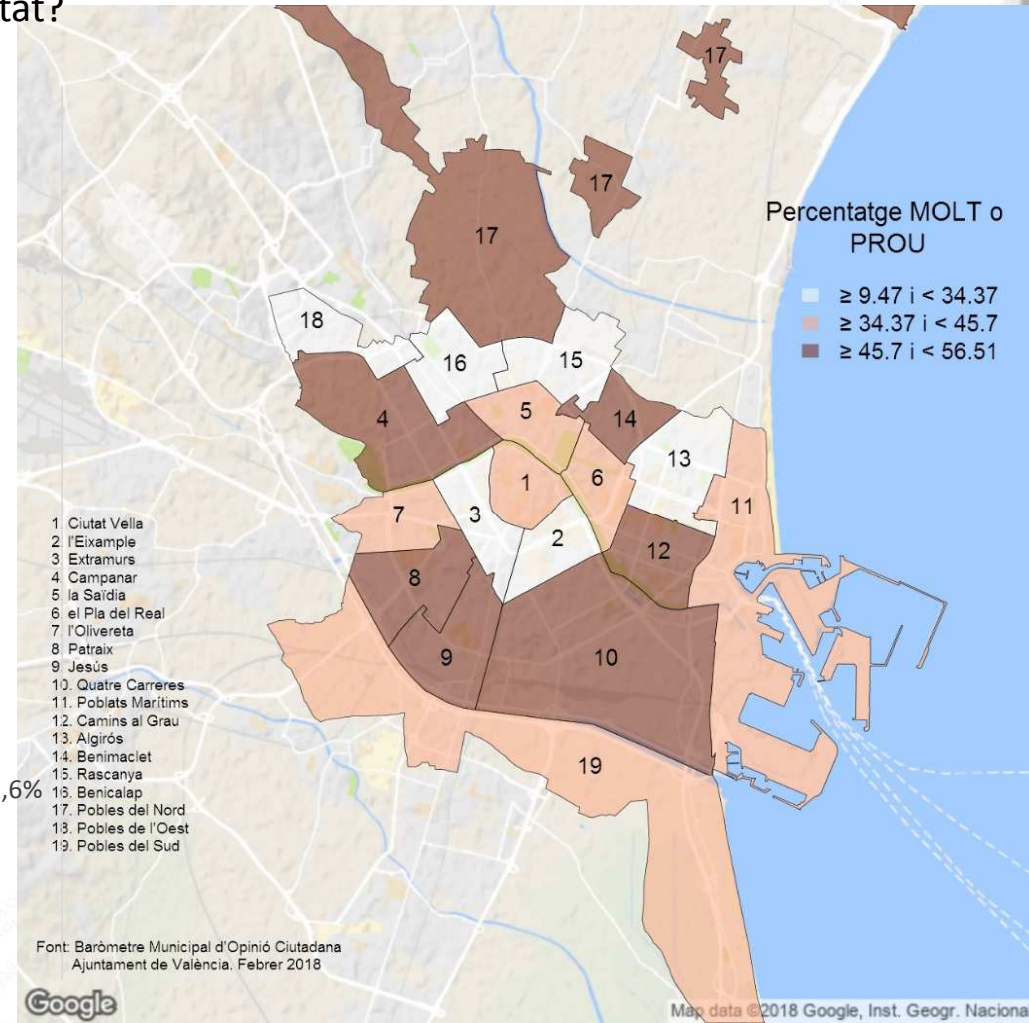 tat?
17
17
17
Percentatge MOLT o
PROU
≥ 9.47 i < 34.37
≥ 34.37 i < 45.7
≥ 45.7 i < 56.51
18
16
15
4
5
14
13
1
6
11
7
3
2
12
8
9
10
19
1. Ciutat Vella
2. l'Eixample
3. Extramurs
4. Campanar
5. la Saïdia
6. el Pla del Real
7. l'Olivereta
8. Patraix
9. Jesús
10. Quatre Carreres
11. Poblats Marítims
12. Camins al Grau
13. Algirós
14. Benimaclet
15. Rascanya
16. Benicalap
17. Pobles del Nord
18. Pobles de l'Oest
19. Pobles del Sud
,6%
Font: Baròmetre Municipal d'Opinió Ciutadana
Ajuntament de València. Febrer 2018
Google
Map data ©2018 Google, Inst. Geogr. Naciona